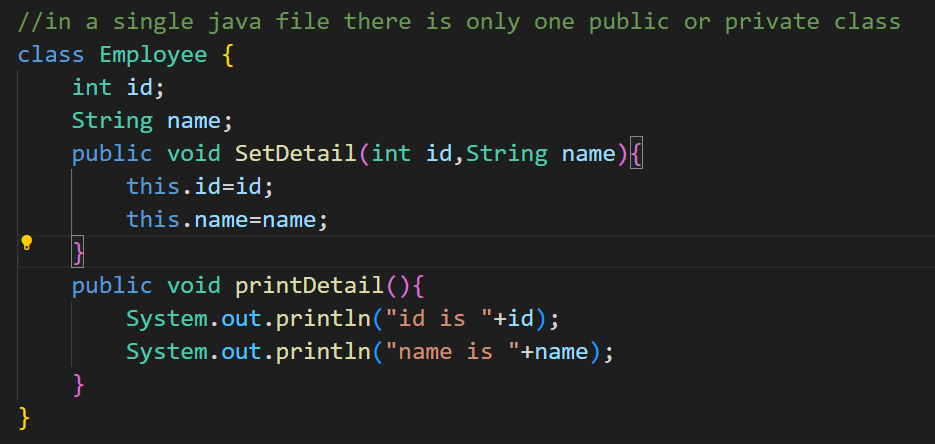 //in a single java file there is only one public or private class
class Employee {
    int id;
    String name;
    public void SetDetail(int id,String name){
        this.id=id;
        this.name=name;
    }
    public void printDetail(){
        System.out.println("id is "+id);
        System.out.println("name is "+name);
    }
}